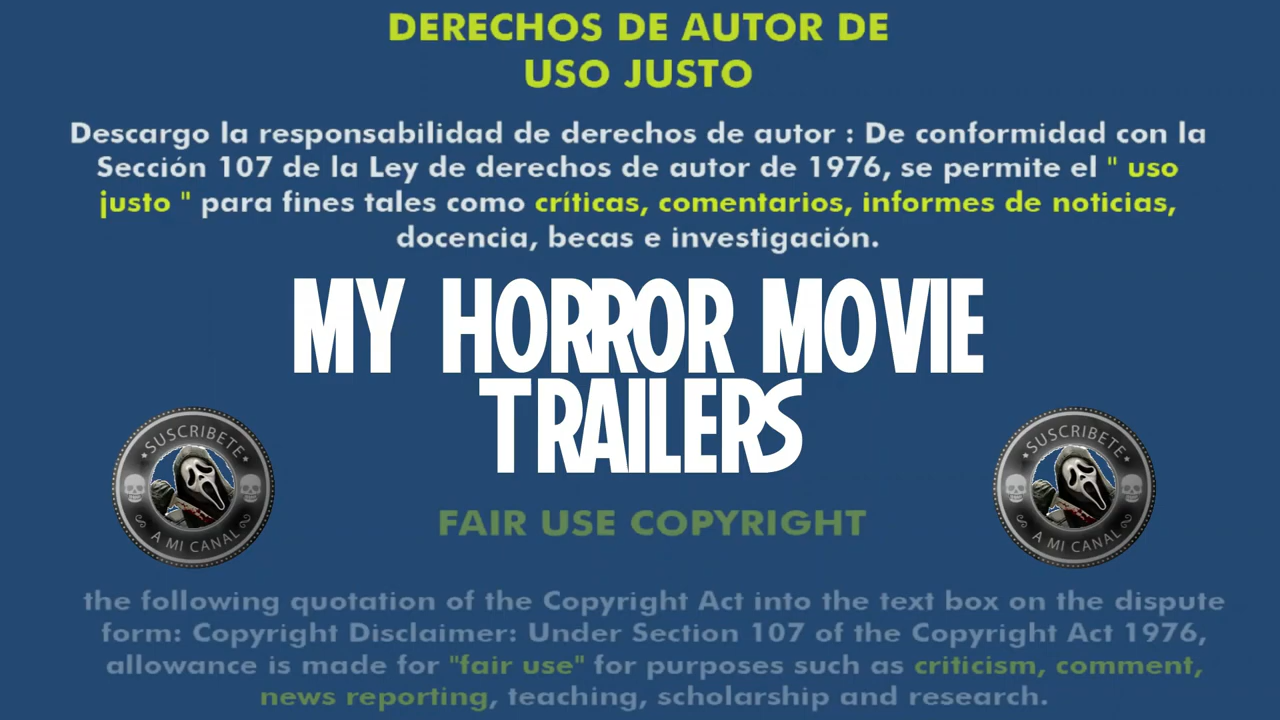 DERECHOS DE AUTOR DE
USO JUSTO
Descargo la responsabilidad de derechos de autor : De conformidad con la
Sección 107 de la Ley de derechos de autor de 1976, se permite el " uso
justo " para fines tales como críticas, comentarios, informes de noticias,
docencia, becas e investigación.
MY HORROR MOVIE
TRAILERS
SUSCRIBETE
A MI CANAL
SUSCRIBETE
A MI CANAL
FAIR USE COPYRIGHT
the following quotation of the Copyright Act into the text box on the dispute
form: Copyright Disclaimer: Under Section 107 of the Copyright Act 1976,
allowance is made for "fair use" for purposes such as criticism, comment,
news reporting, teaching, scholarship and research.